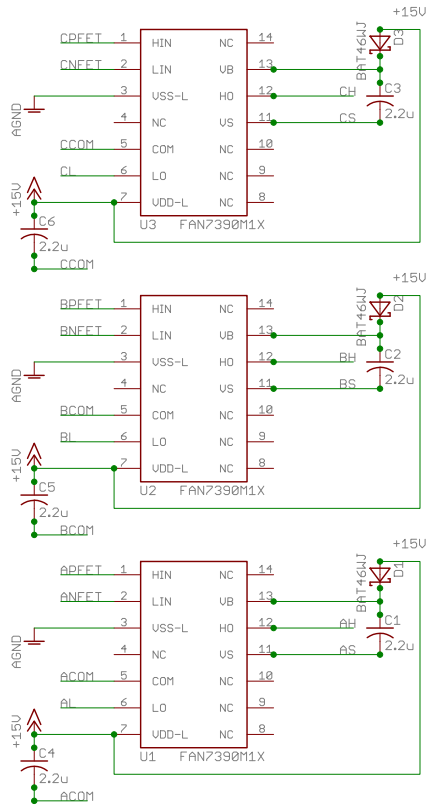 +15V
CPFET 1 HIN NC 14
BAT46WJ D3
CNFET 2 LIN VB 13
3 VSS-L HO 12 CH C3
AGND
4 NC VS 11 CS 2.2u
CCOM 5 COM NC 10
CL 6 LO NC 9
+15V
7 VDD-L NC 8
C6
U3 FAN7390M1X
2.2u
CCOM
+15V
BPFET 1 HIN NC 14
BAT46WJ D2
BNFET 2 LIN VB 13
3 VSS-L HO 12 BH C2
AGND
4 NC VS 11 BS 2.2u
BCOM 5 COM NC 10
BL 6 LO NC 9
+15V
7 VDD-L NC 8
C5
U2 FAN7390M1X
2.2u
BCOM
+15V
APFET 1 HIN NC 14
BAT46WJ D1
ANFET 2 LIN VB 13
3 VSS-L HO 12 AH C1
AGND
4 NC VS 11 AS 2.2u
ACOM 5 COM NC 10
AL 6 LO NC 9
+15V
7 VDD-L NC 8
C4
U1 FAN7390M1X
2.2u
ACOM